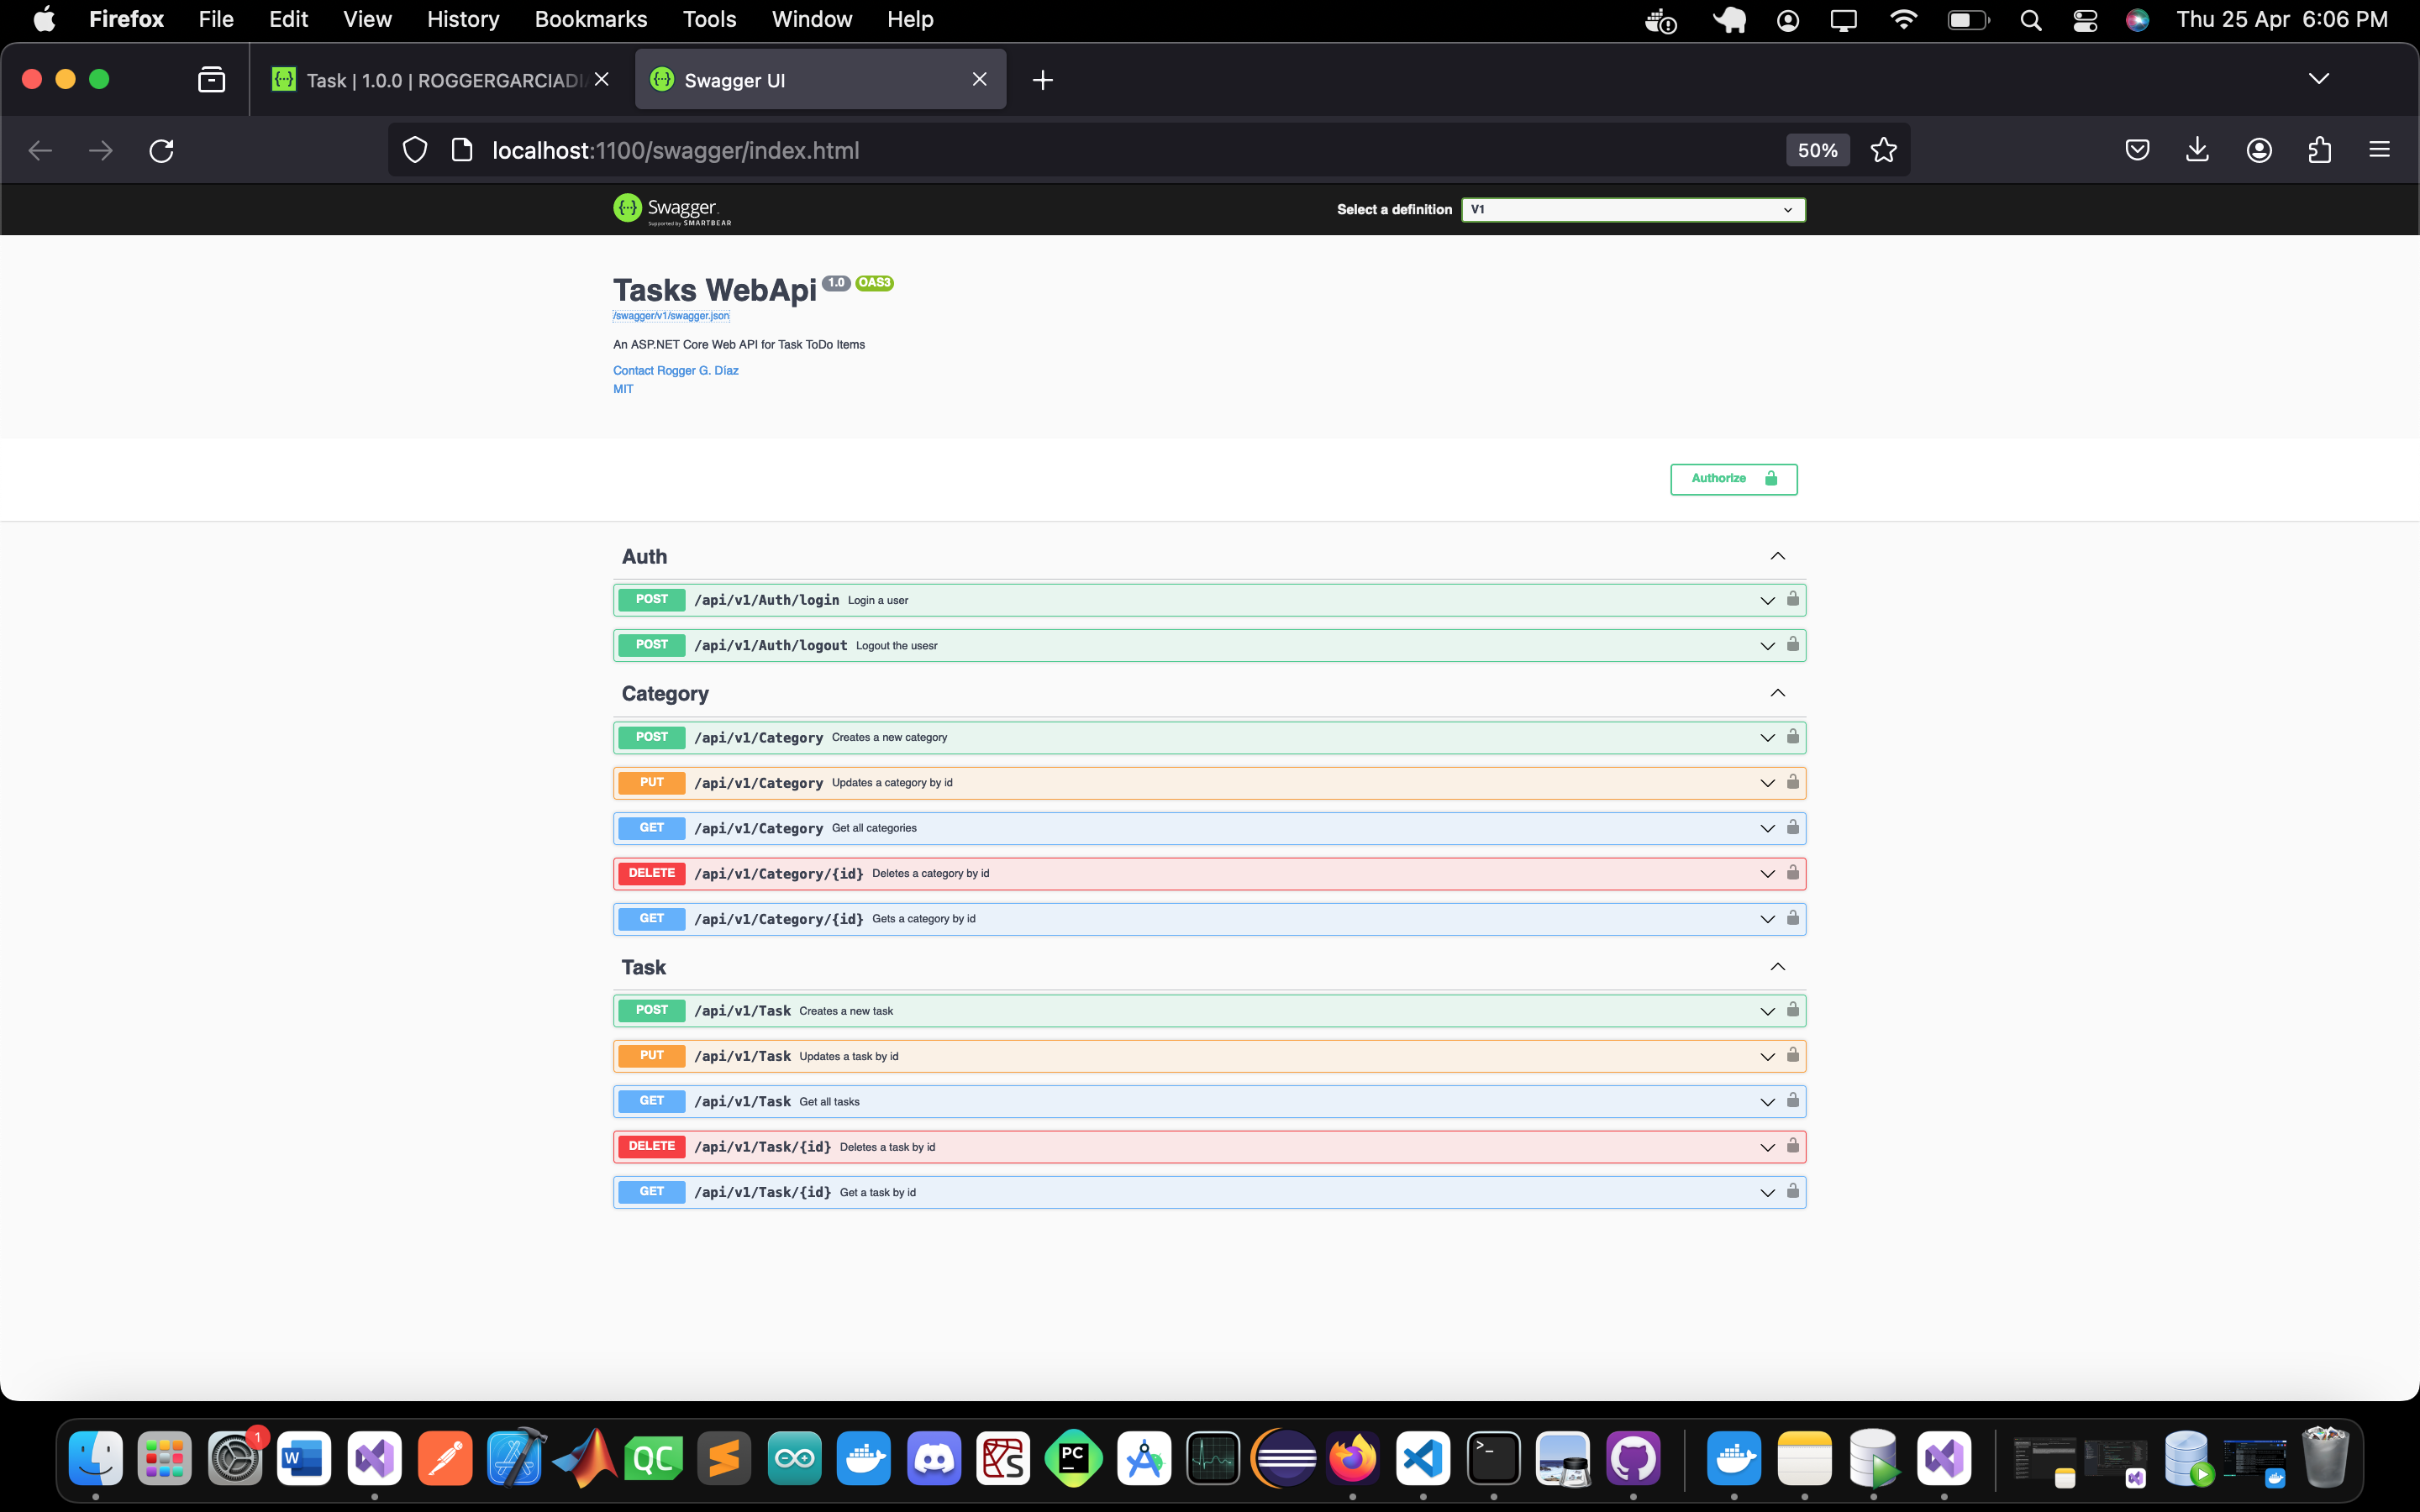 Firefox File Edit View History Bookmarks Tools Window Help Thu 25 Apr 6:06 PM
Task | 1.0.0 | ROGGERGARCIADI
Swagger UI
localhost:1100/swagger/index.html 50%
Swagger.
Supported by SMARTBEAR
Select a definition V1
Tasks WebApi 1.0 OAS3
/swagger/v1/swagger.json
An ASP.NET Core Web API for Task ToDo Items
Contact Rogger G. Díaz
MIT
Authorize
Auth
POST /api/v1/Auth/login Login a user
POST /api/v1/Auth/logout Logout the usesr
Category
POST /api/v1/Category Creates a new category
PUT /api/v1/Category Updates a category by id
GET /api/v1/Category Get all categories
DELETE /api/v1/Category/{id} Deletes a category by id
GET /api/v1/Category/{id} Gets a category by id
Task
POST /api/v1/Task Creates a new task
PUT /api/v1/Task Updates a task by id
GET /api/v1/Task Get all tasks
DELETE /api/v1/Task/{id} Deletes a task by id
GET /api/v1/Task/{id} Get a task by id
1
W
QC
PC